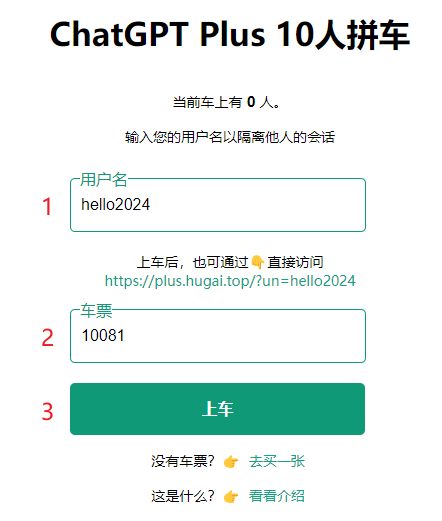 ChatGPT Plus 10人拼车
当前车上有 0 人。
输入您的用户名以隔离他人的会话
用户名
1 hello2024
上车后，也可通过👇直接访问
https://plus.hugai.top/?un=hello2024
车票
2 10081
3 上车
没有车票？👉 去买一张
这是什么？👉 看看介绍